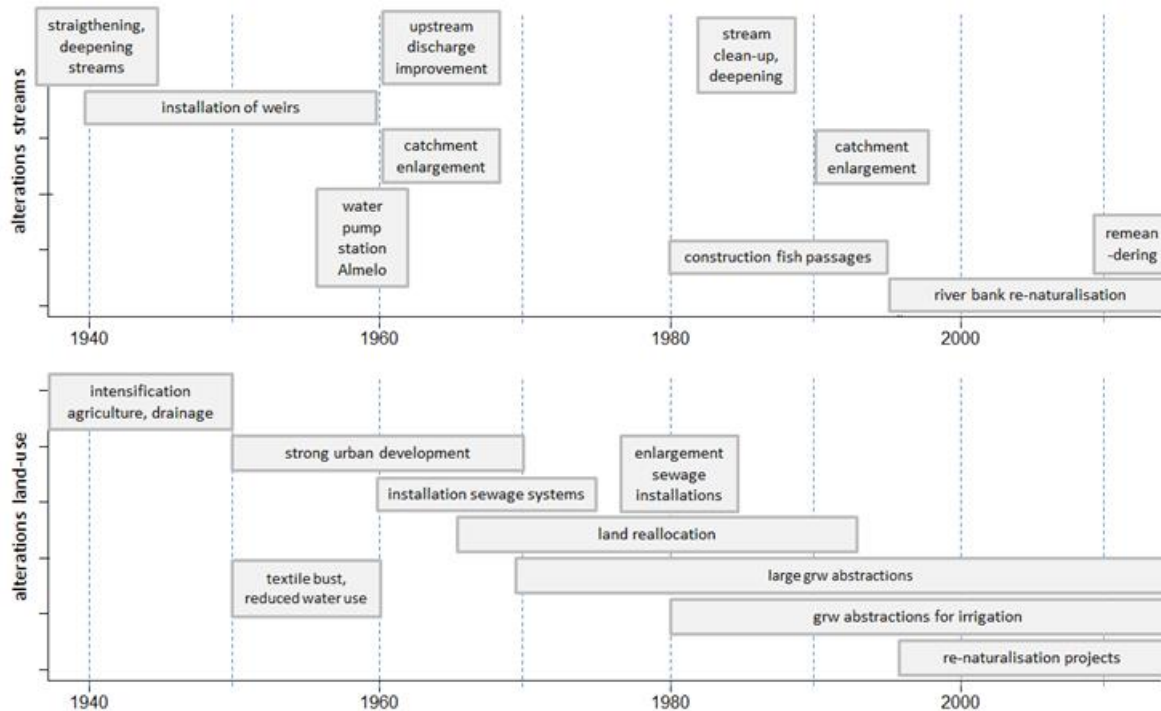 alterations streams
straigthening,
deepening
streams
upstream
discharge
improvement
stream
clean-up,
deepening
installation of weirs
catchment
enlargement
catchment
enlargement
water
pump
station
Almelo
construction fish passages
remean
-dering
river bank re-naturalisation
1940
1960
1980
2000
alterations land-use
intensification
agriculture, drainage
strong urban development
enlargement
sewage
installations
installation sewage systems
land reallocation
textile bust,
reduced water use
large grw abstractions
grw abstractions for irrigation
re-naturalisation projects
1940
1960
1980
2000